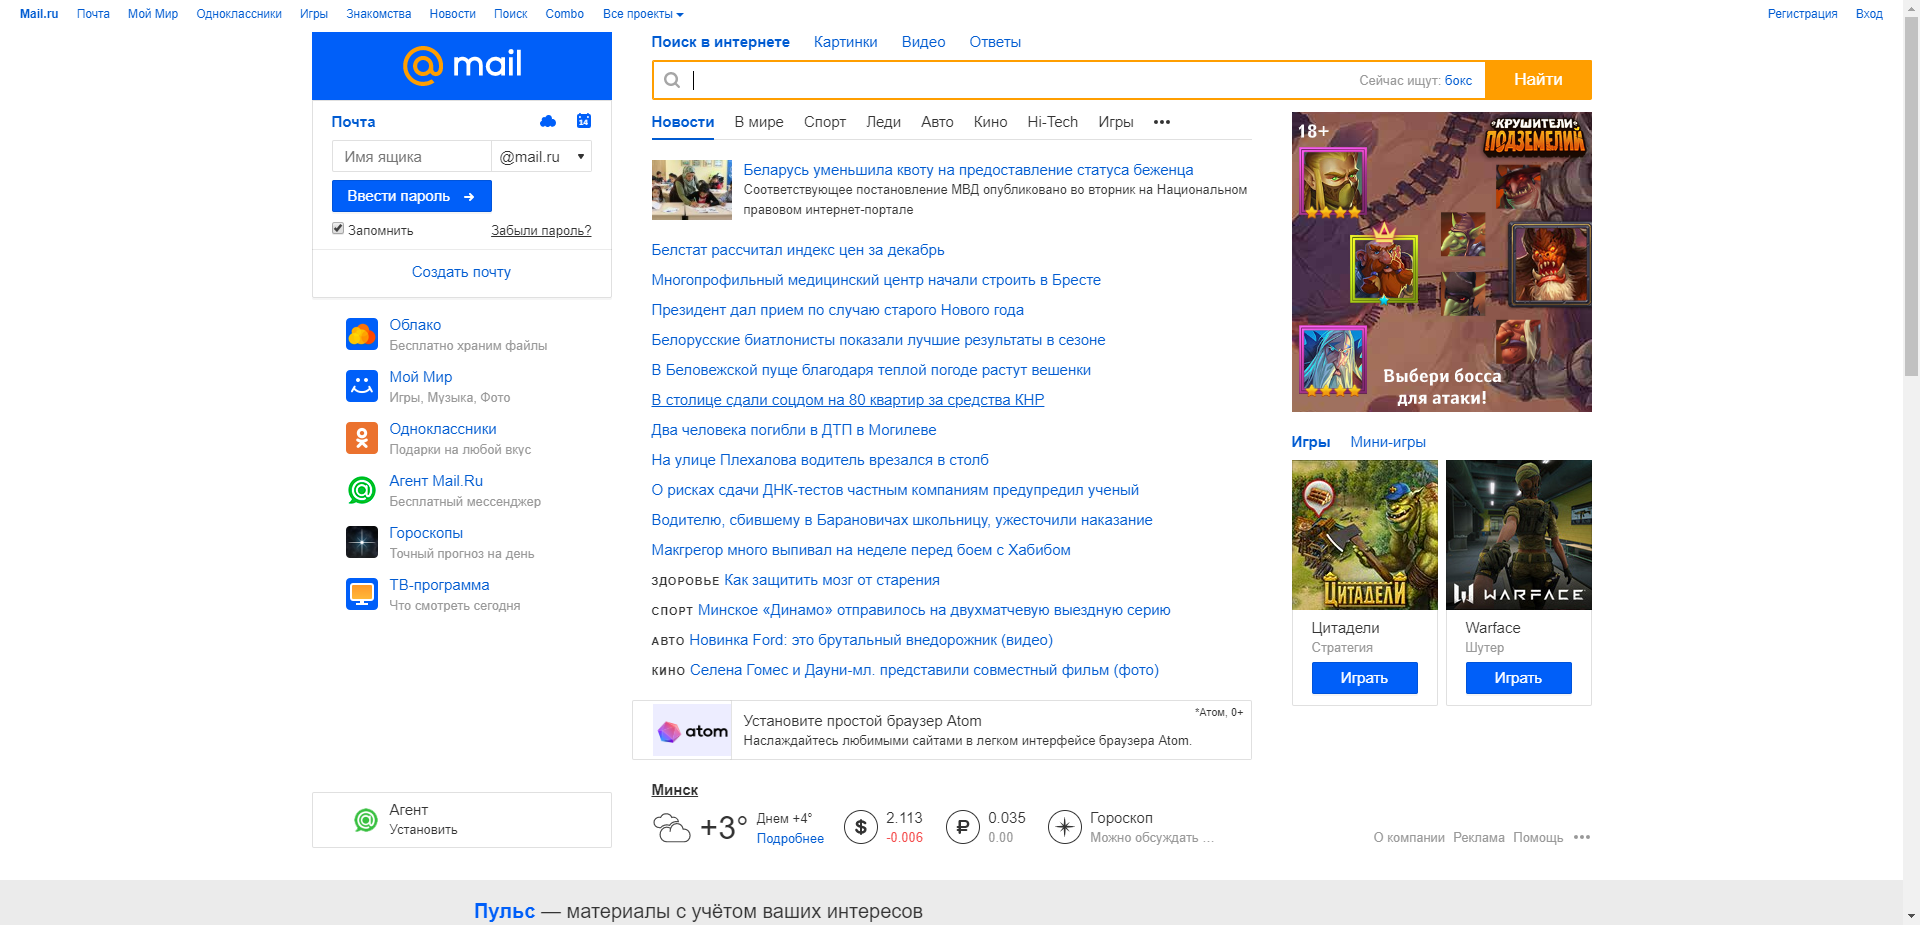 Mail.ru Почта Мой Мир Одноклассники Игры Знакомства Новости Поиск Combo Все проекты Регистрация Вход
@mail
Почта
14
Имя ящика @mail.ru
Ввести пароль →
Запомнить Забыли пароль?
Создать почту
Облако
Бесплатно храним файлы
Мой Мир
Игры, Музыка, Фото
Одноклассники
Подарки на любой вкус
Агент Mail.Ru
Бесплатный мессенджер
Гороскопы
Точный прогноз на день
ТВ-программа
Что смотреть сегодня
Агент
Установить
Поиск в интернете Картинки Видео Ответы
Сейчас ищут: бокс Найти
Новости В мире Спорт Леди Авто Кино Hi-Tech Игры •••
Беларусь уменьшила квоту на предоставление статуса беженца
Соответствующее постановление МВД опубликовано во вторник на Национальном
правовом интернет-портале
Белстат рассчитал индекс цен за декабрь
Многопрофильный медицинский центр начали строить в Бресте
Президент дал прием по случаю старого Нового года
Белорусские биатлонисты показали лучшие результаты в сезоне
В Беловежской пуще благодаря теплой погоде растут вешенки
В столице сдали соцдом на 80 квартир за средства КНР
Два человека погибли в ДТП в Могилеве
На улице Плехалова водитель врезался в столб
О рисках сдачи ДНК-тестов частным компаниям предупредил ученый
Водителю, сбившему в Барановичах школьницу, ужесточили наказание
Макгрегор много выпивал на неделе перед боем с Хабибом
ЗДОРОВЬЕ Как защитить мозг от старения
СПОРТ Минское «Динамо» отправилось на двухматчевую выездную серию
АВТО Новинка Ford: это брутальный внедорожник (видео)
КИНО Селена Гомес и Дауни-мл. представили совместный фильм (фото)
atom
Установите простой браузер Atom
*Атом, 0+
Наслаждайтесь любимыми сайтами в легком интерфейсе браузера Atom.
Минск
+3° Днем +4° $ 2.113 ₽ 0.035 Гороскоп
Подробнее -0.006 0.00 Можно обсуждать ...
18+
КРУШИТЕЛИ
ПОДЗЕМЕЛИЙ
Выбери босса
для атаки!
Игры Мини-игры
ЦИТАДЕЛИ WARFACE
Цитадели Warface
Стратегия Шутер
Играть Играть
О компании Реклама Помощь •••
Пульс — материалы с учётом ваших интересов